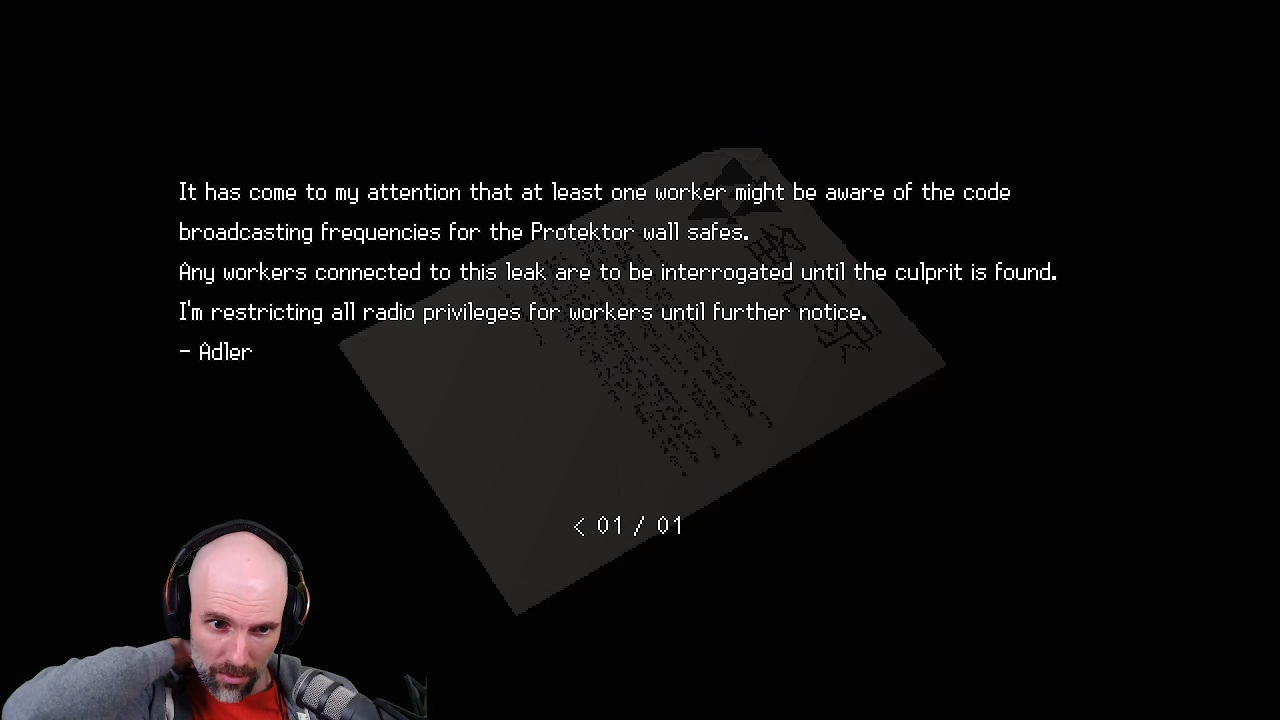 It has come to my attention that at least one worker might be aware of the code
broadcasting frequencies for the Protektor wall safes.
Any workers connected to this leak are to be interrogated until the culprit is found.
I'm restricting all radio privileges for workers until further notice.
- Adler
< 01 / 01